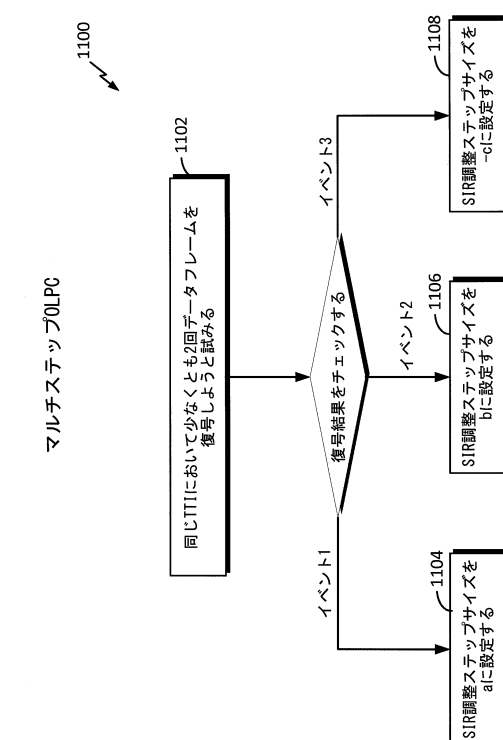 マルチステップOLPC
1100
1102
同じTTIにおいて少なくとも2回データフレームを
復号しようと試みる
復号結果をチェックする
イベント1
イベント2
イベント3
1104
SIR調整ステップサイズを
aに設定する
1106
SIR調整ステップサイズを
bに設定する
1108
SIR調整ステップサイズを
-cに設定する